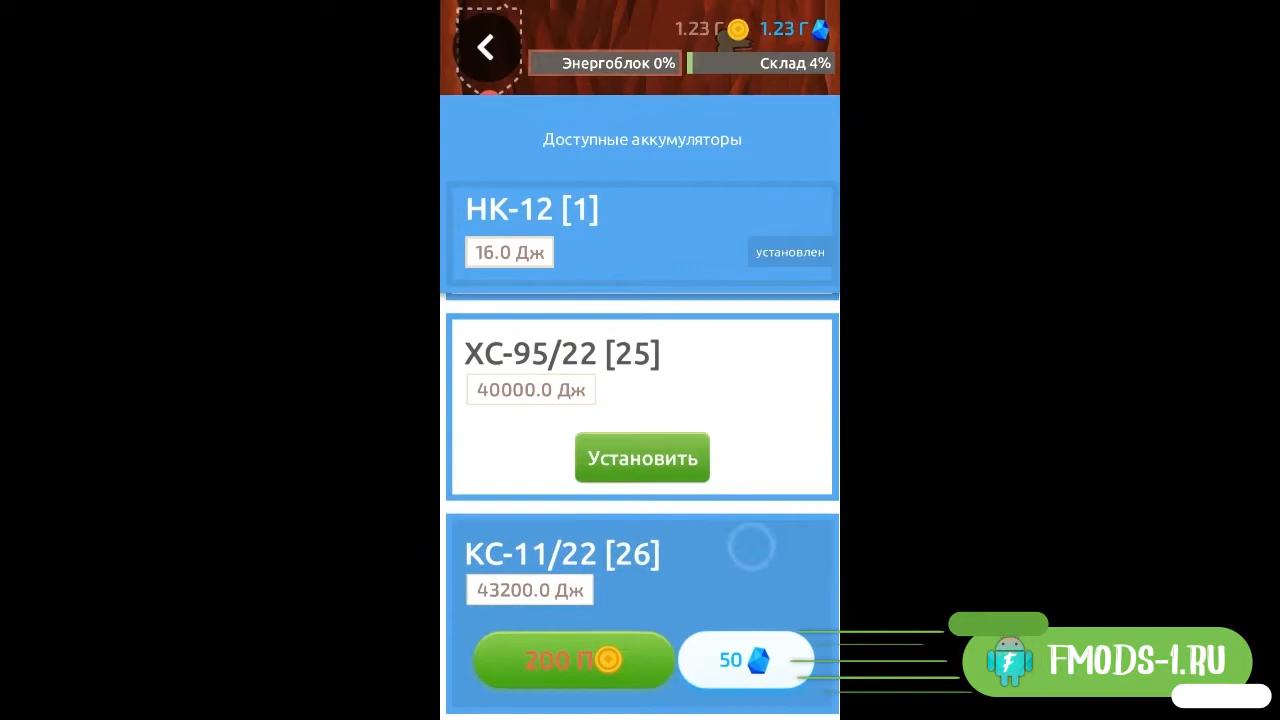 1.23 Г 1.23 Г
Энергоблок 0% Склад 4%
Доступные аккумуляторы
НК-12 [1]
16.0 Дж
установлен
ХС-95/22 [25]
40000.0 Дж
Установить
КС-11/22 [26]
43200.0 Дж
200 П 50
FMODS-1.RU